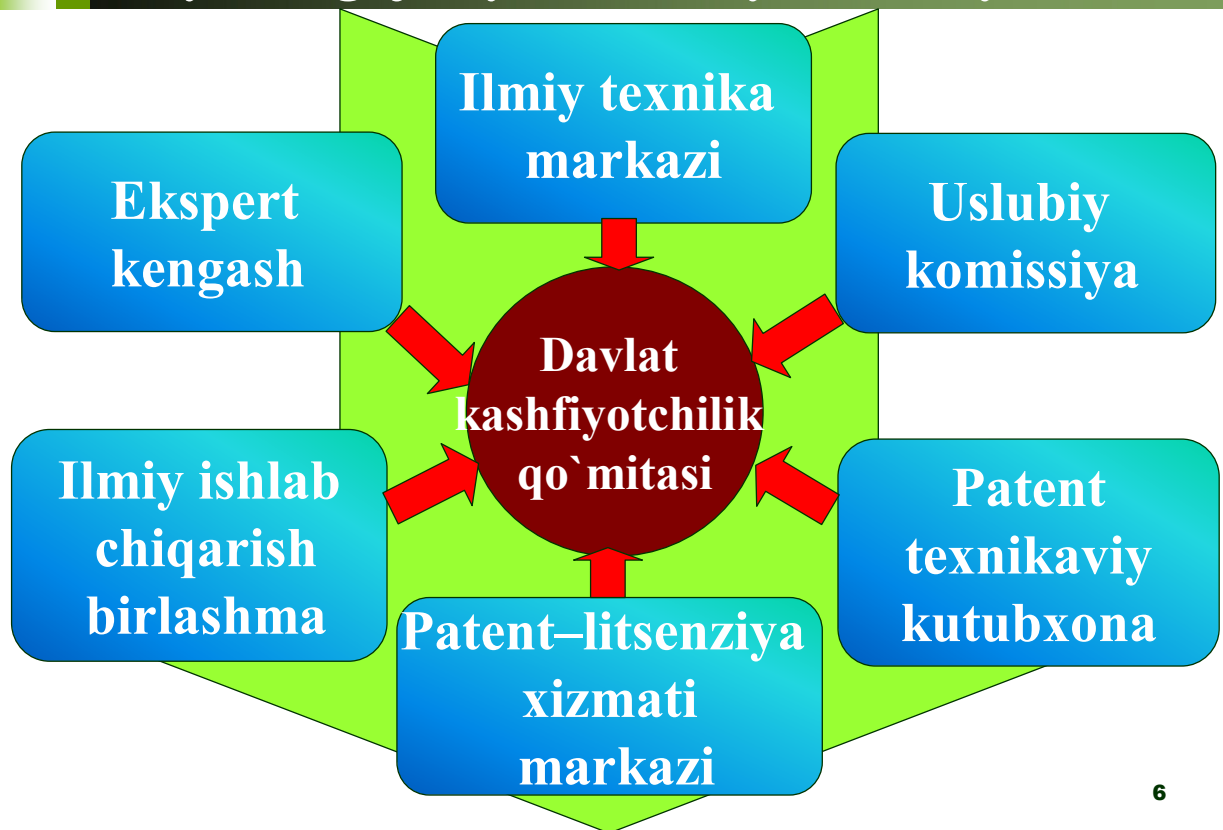 Ilmiy texnika
markazi
Ekspert
kengash
Uslubiy
komissiya
Davlat
kashfiyotchilik
qo`mitasi
Ilmiy ishlab
chiqarish
birlashma
Patent
texnikaviy
kutubxona
Patent–litsenziya
xizmati
markazi
6